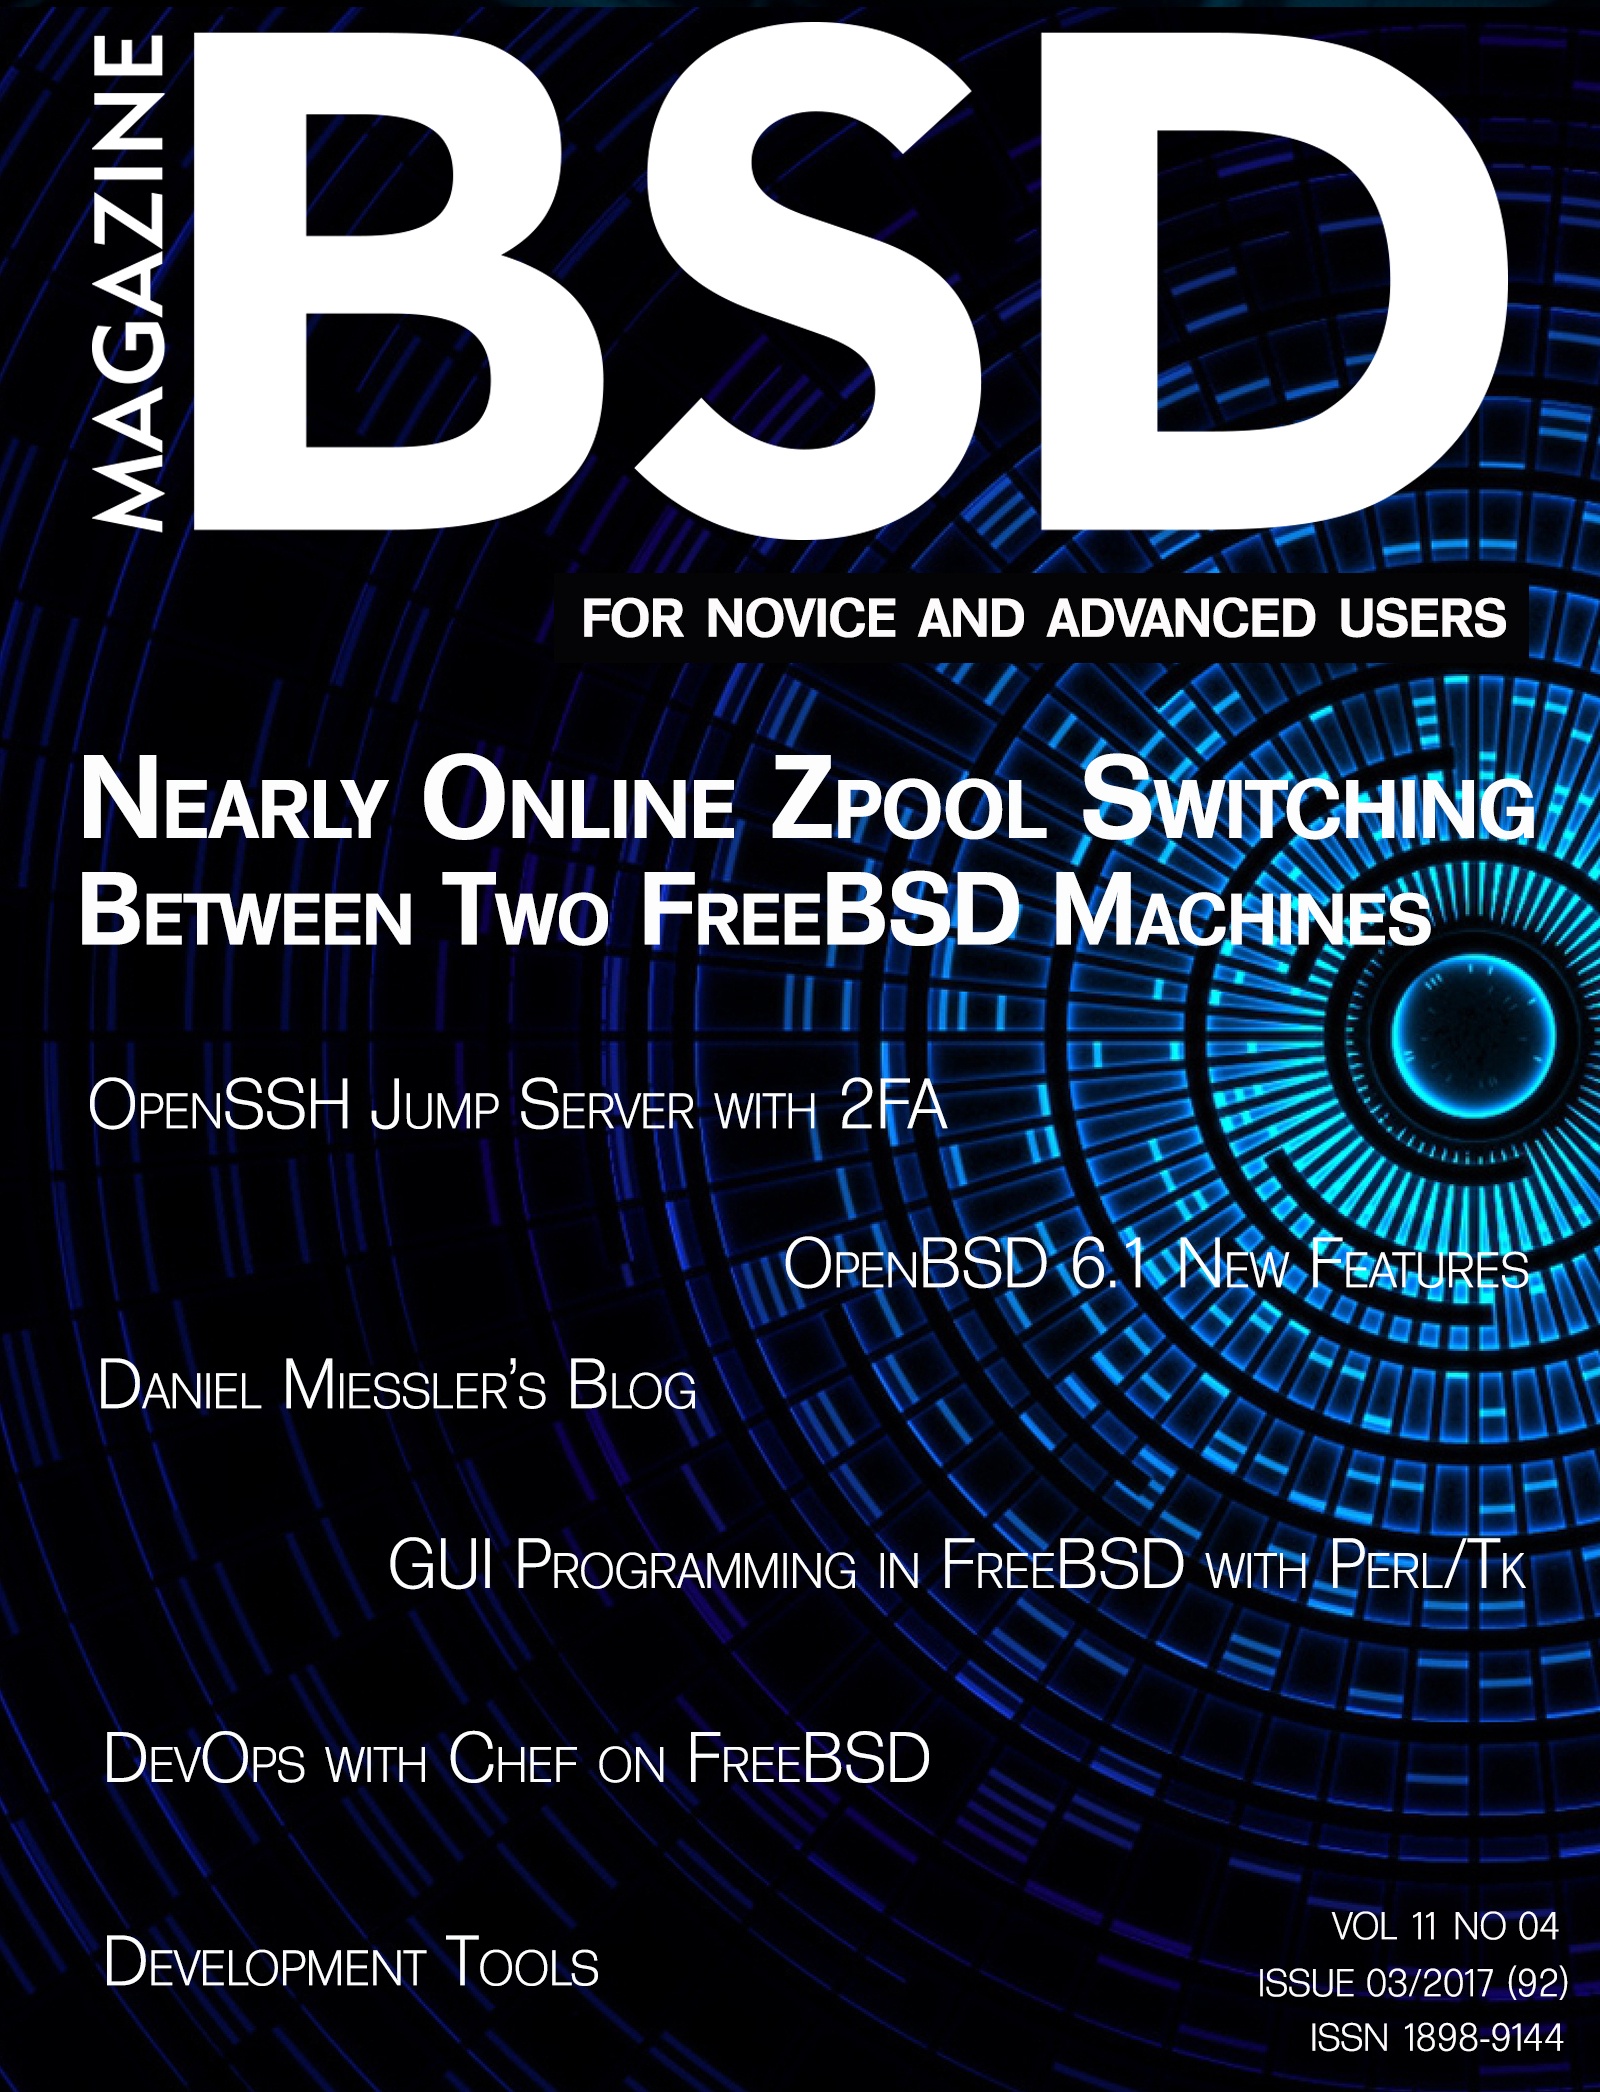 MAGAZINE
BSD
FOR NOVICE AND ADVANCED USERS
Nearly Online Zpool Switching
Between Two FreeBSD Machines
OpenSSH Jump Server with 2FA
OpenBSD 6.1 New Features
Daniel Miessler's Blog
GUI Programming in FreeBSD with Perl/Tk
DevOps with Chef on FreeBSD
Development Tools
VOL 11 NO 04
ISSUE 03/2017 (92)
ISSN 1898-9144